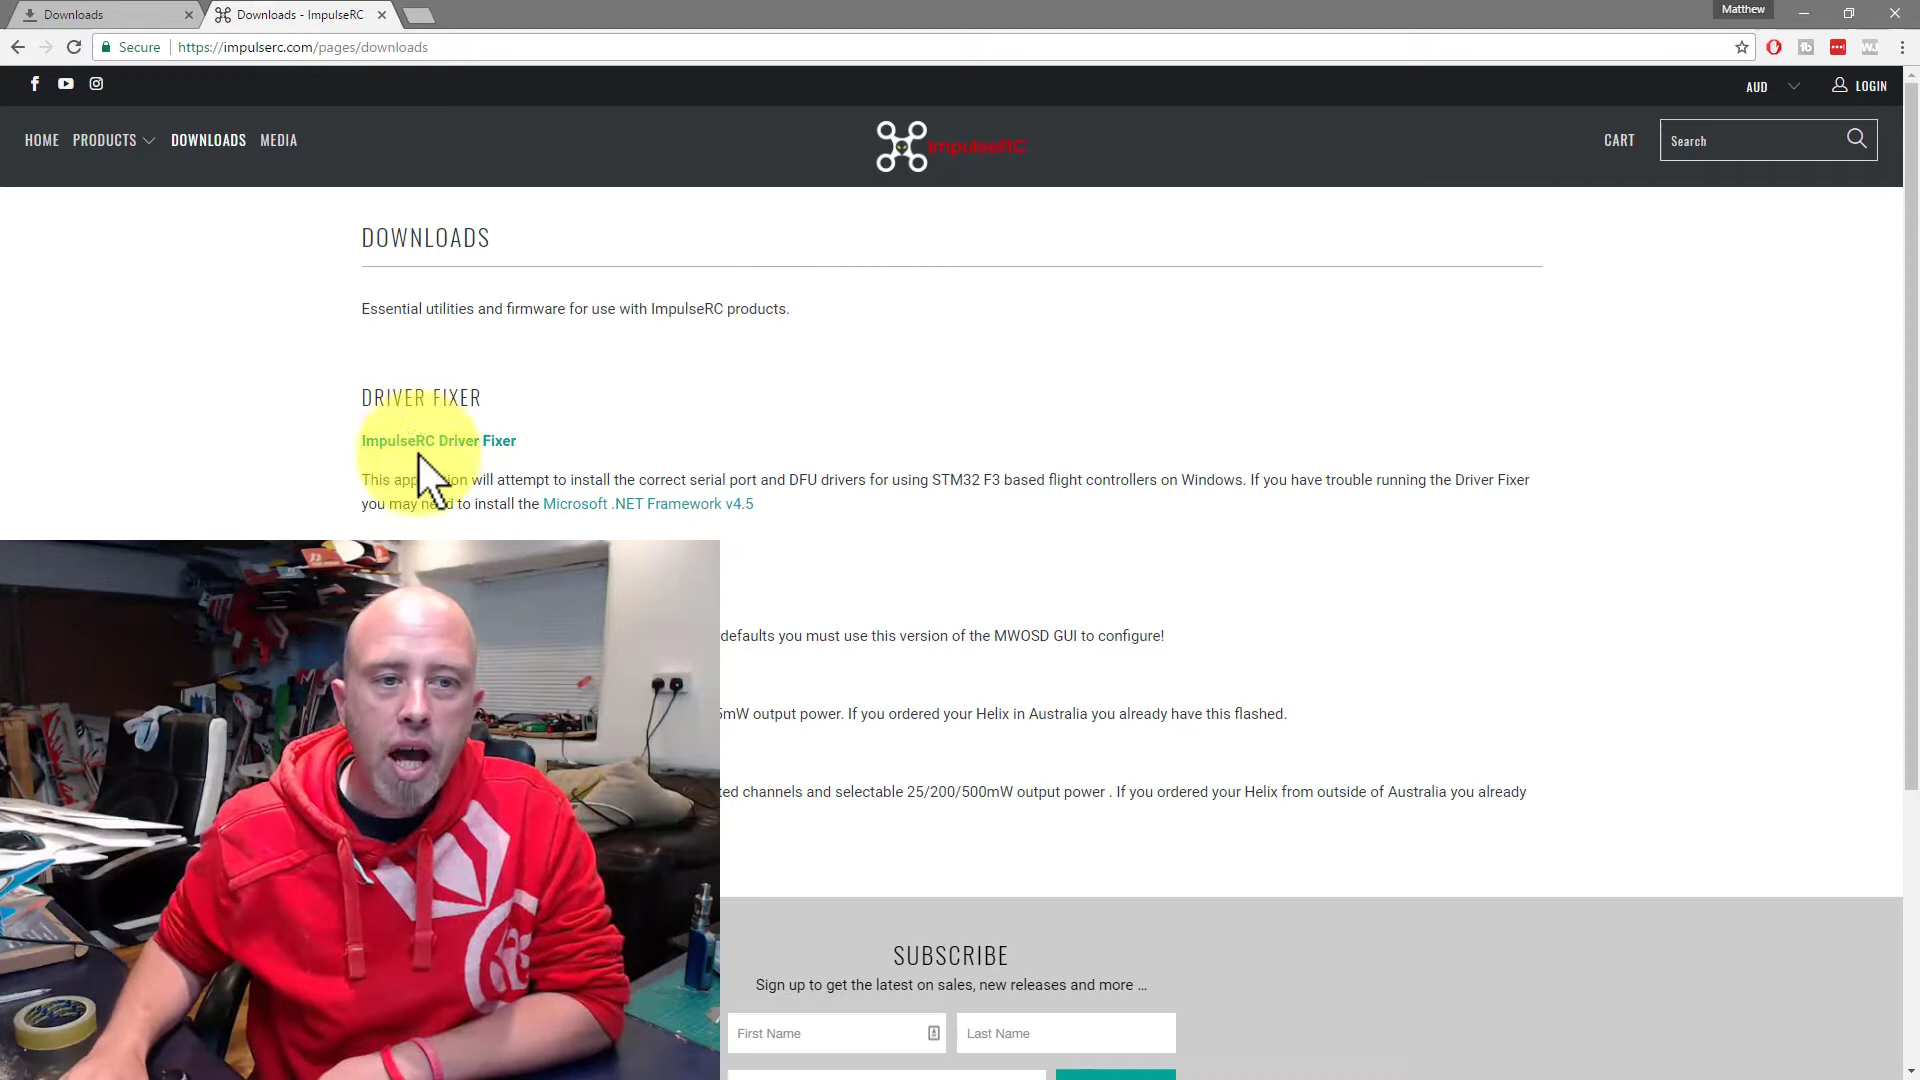 Downloads
Downloads - ImpulseRC
Matthew
Secure
https://impulserc.com/pages/downloads
AUD
LOGIN
HOME PRODUCTS DOWNLOADS MEDIA
ImpulseRC
CART
Search
DOWNLOADS
Essential utilities and firmware for use with ImpulseRC products.
DRIVER FIXER
ImpulseRC Driver Fixer
This will attempt to install the correct serial port and DFU drivers for using STM32 F3 based flight controllers on Windows. If you have trouble running the Driver Fixer
you may need to install the Microsoft .NET Framework v4.5
defaults you must use this version of the MWOSD GUI to configure!
mW output power. If you ordered your Helix in Australia you already have this flashed.
ted channels and selectable 25/200/500mW output power . If you ordered your Helix from outside of Australia you already
SUBSCRIBE
Sign up to get the latest on sales, new releases and more ...
First Name
Last Name